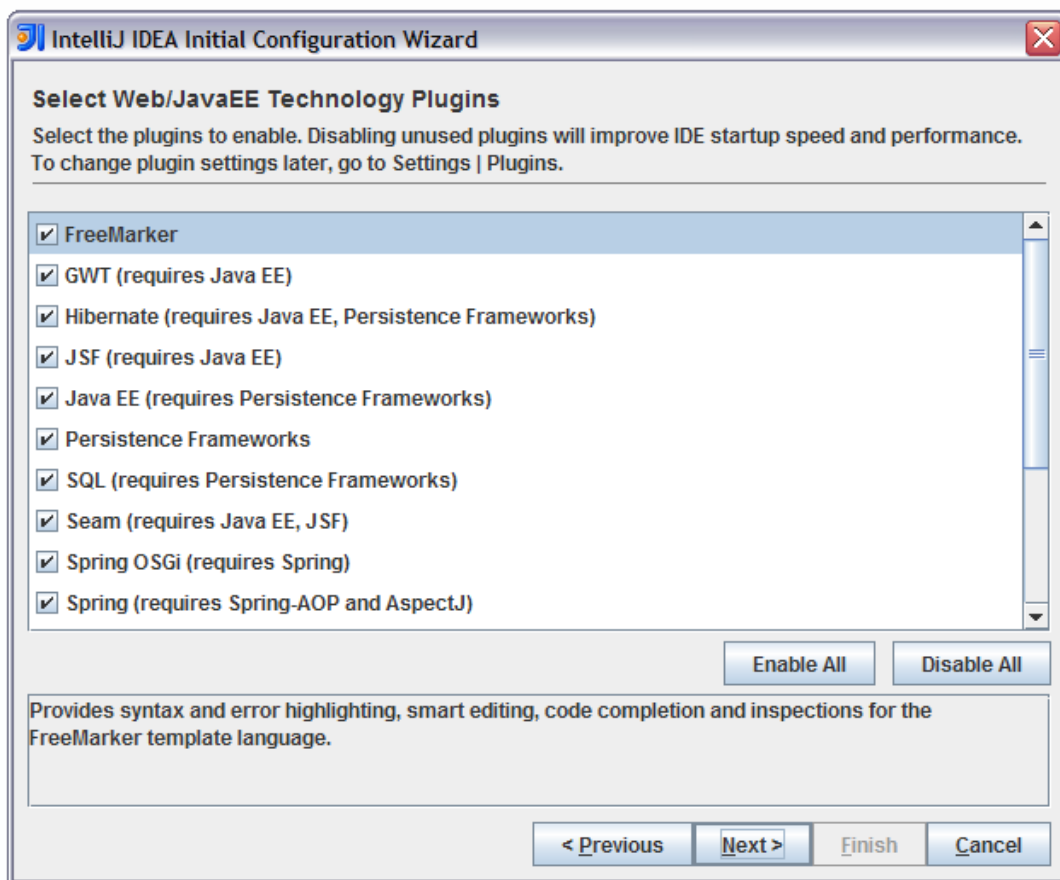 IntelliJ IDEA Initial Configuration Wizard
Select Web/JavaEE Technology Plugins
Select the plugins to enable. Disabling unused plugins will improve IDE startup speed and performance.
To change plugin settings later, go to Settings | Plugins.
FreeMarker
GWT (requires Java EE)
Hibernate (requires Java EE, Persistence Frameworks)
JSF (requires Java EE)
Java EE (requires Persistence Frameworks)
Persistence Frameworks
SQL (requires Persistence Frameworks)
Seam (requires Java EE, JSF)
Spring OSGi (requires Spring)
Spring (requires Spring-AOP and AspectJ)
Enable All Disable All
Provides syntax and error highlighting, smart editing, code completion and inspections for the
FreeMarker template language.
< Previous Next > Finish Cancel